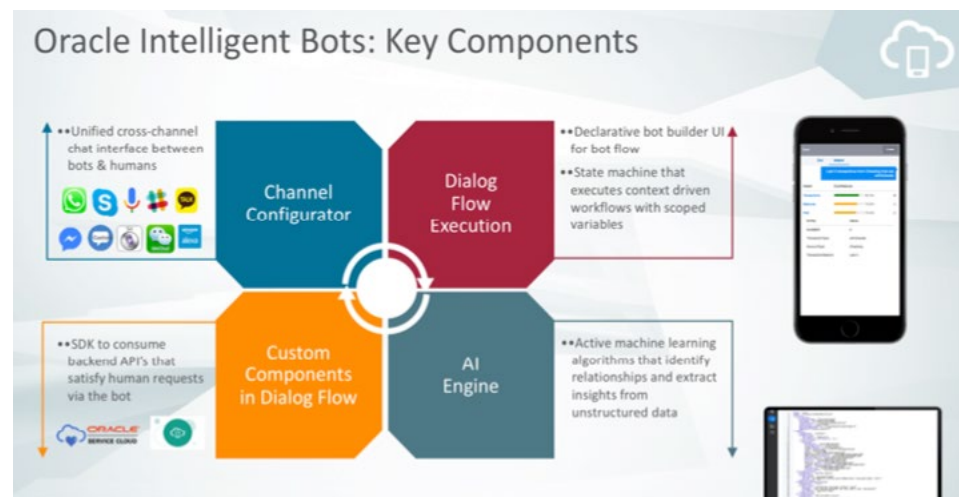 Oracle Intelligent Bots: Key Components
••Unified cross-channel
chat interface between
bots & humans
TALK
Channel
Configurator
Dialog
Flow
Execution
••Declarative bot builder UI
for bot flow
••State machine that
executes context driven
workflows with scoped
variables
••SDK to consume
backend API's that
satisfy human requests
via the bot
ORACLE
SERVICE CLOUD
Custom
Components
in Dialog Flow
AI
Engine
••Active machine learning
algorithms that identify
relationships and extract
insights from
unstructured data